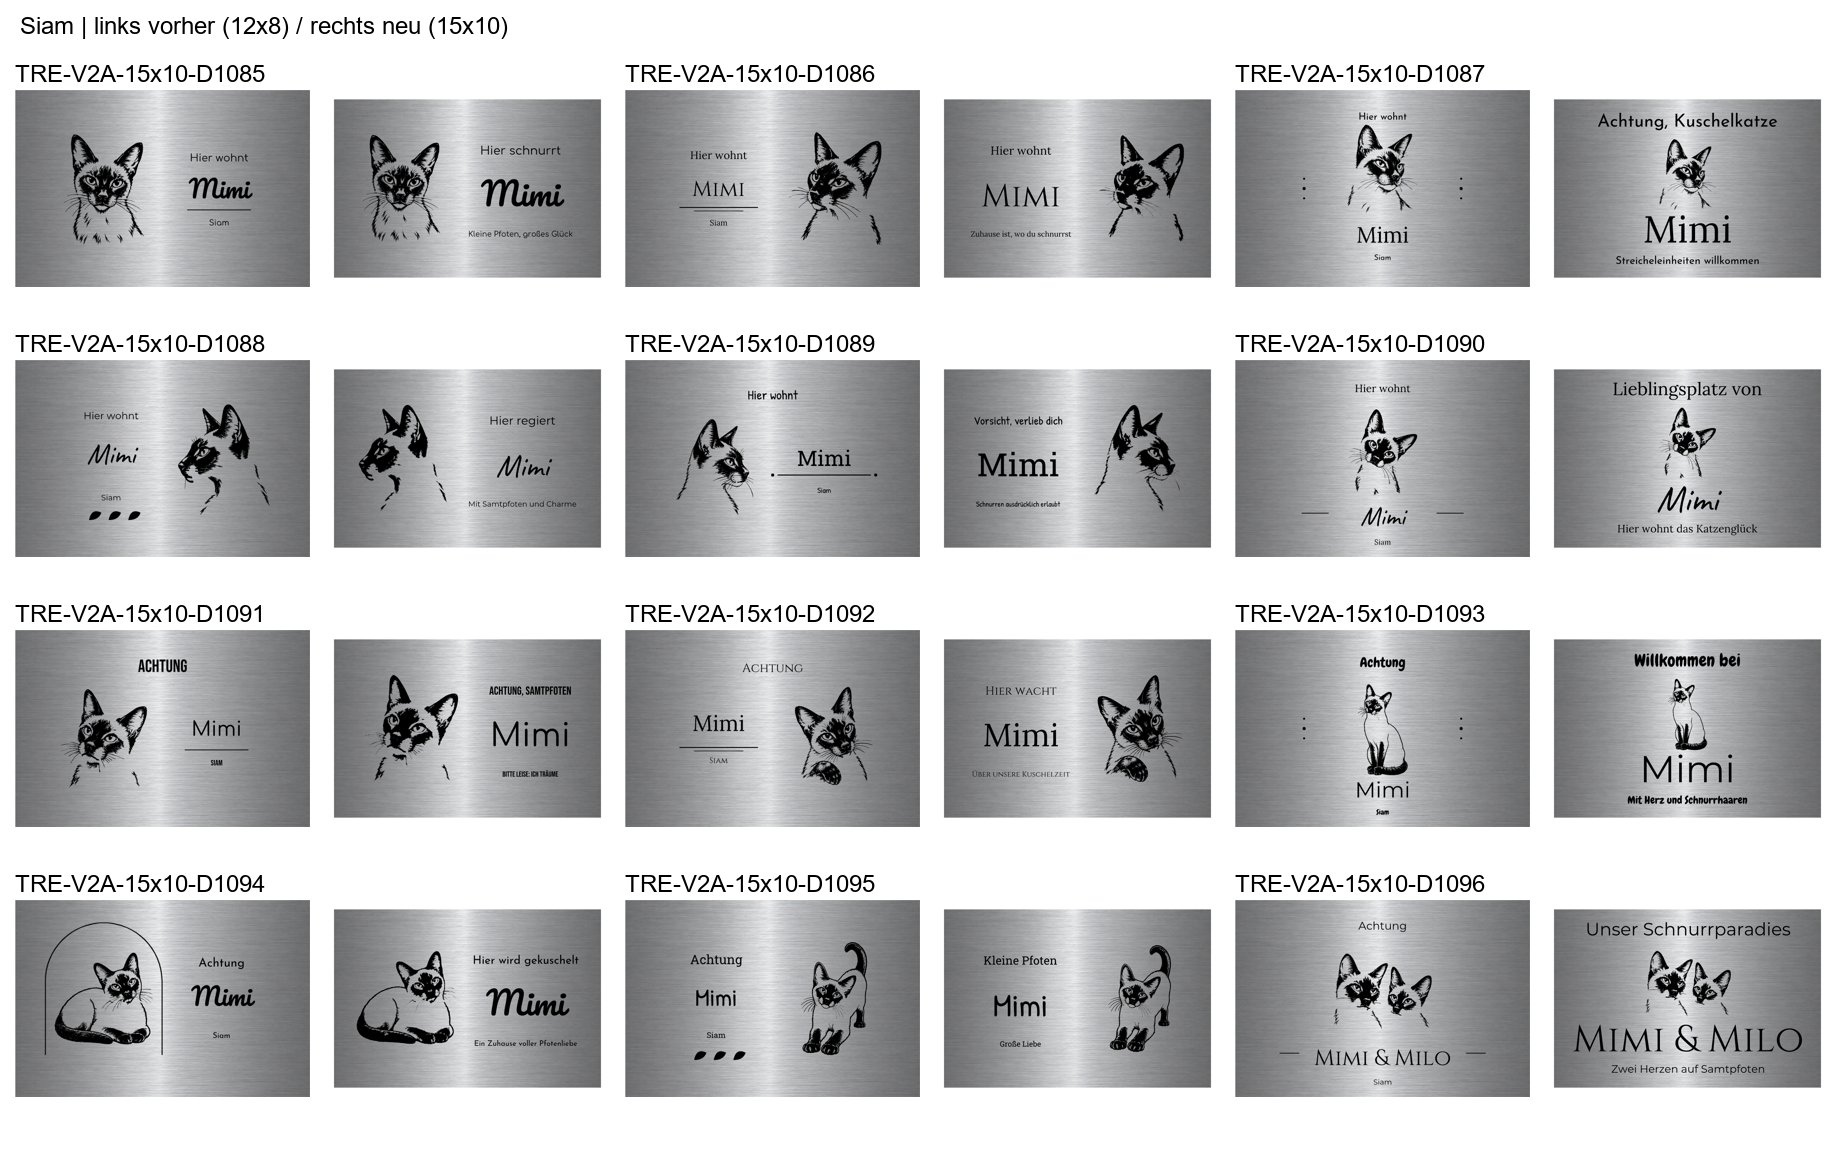 Siam | links vorher (12x8) / rechts neu (15x10)
TRE-V2A-15x10-D1085
Hier wohnt
Mimi
Siam
Hier schnurrt
Mimi
Kleine Pfoten, großes Glück
TRE-V2A-15x10-D1086
Hier wohnt
Mimi
Siam
Hier wohnt
Mimi
Zuhause ist, wo du schnurrst
TRE-V2A-15x10-D1087
Hier wohnt
Mimi
Siam
Achtung, Kuschelkatze
Mimi
Streicheleinheiten willkommen
TRE-V2A-15x10-D1088
Hier wohnt
Mimi
Siam
Hier regiert
Mimi
Mit Samtpfoten und Charme
TRE-V2A-15x10-D1089
Hier wohnt
Mimi
Siam
Vorsicht, verlieb dich
Mimi
Schnurren ausdrücklich erlaubt
TRE-V2A-15x10-D1090
Hier wohnt
Mimi
Siam
Lieblingsplatz von
Mimi
Hier wohnt das Katzenglück
TRE-V2A-15x10-D1091
ACHTUNG
Mimi
SIAM
ACHTUNG, SAMTPFOTEN
Mimi
BITTE LEISE: ICH TRÄUME
TRE-V2A-15x10-D1092
Achtung
Mimi
Siam
Hier wacht
Mimi
Über unsere Kuschelzeit
TRE-V2A-15x10-D1093
Achtung
Mimi
Siam
Willkommen bei
Mimi
Mit Herz und Schnurrhaaren
TRE-V2A-15x10-D1094
Achtung
Mimi
Siam
Hier wird gekuschelt
Mimi
Ein Zuhause voller Pfotenliebe
TRE-V2A-15x10-D1095
Achtung
Mimi
Siam
Kleine Pfoten
Mimi
Große Liebe
TRE-V2A-15x10-D1096
Achtung
Mimi & Milo
Siam
Unser Schnurrparadies
Mimi & Milo
Zwei Herzen auf Samtpfoten